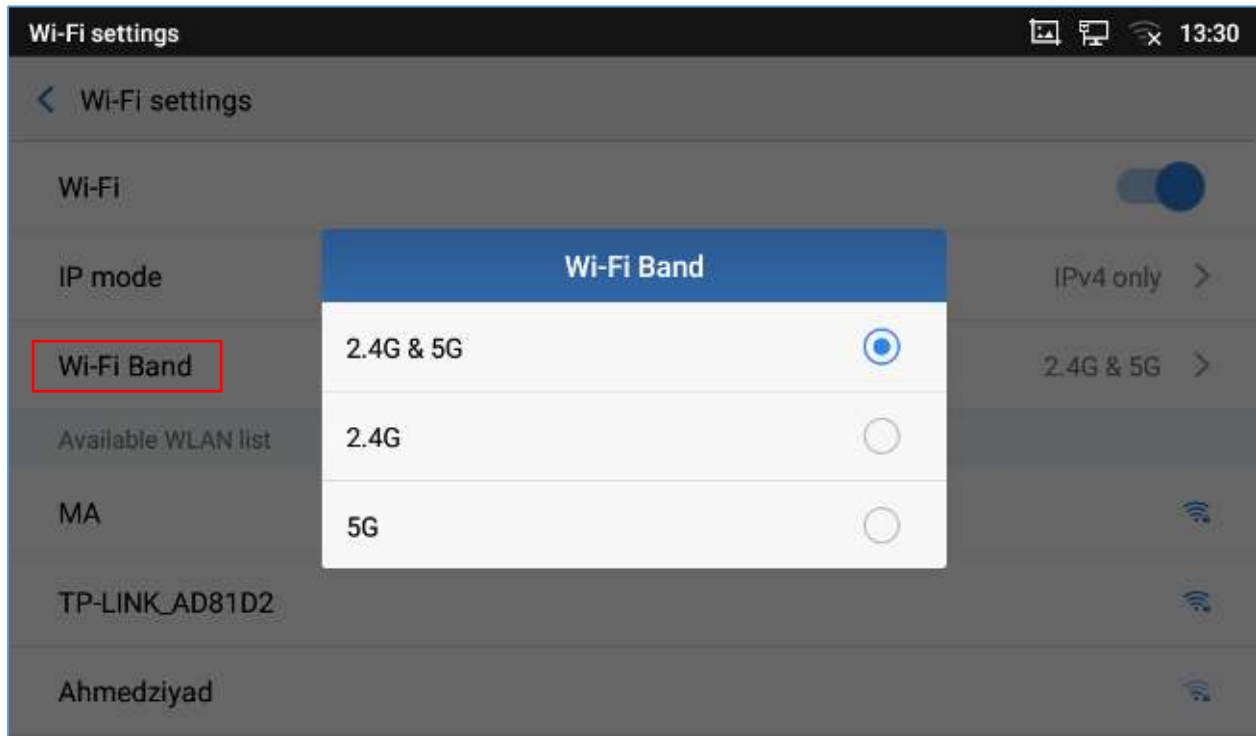 Wi-Fi settings 13:30
Wi-Fi settings
Wi-Fi
IP mode IPv4 only
Wi-Fi Band 2.4G & 5G
Available WLAN list
MA
TP-LINK_AD81D2
Ahmedziyad
Wi-Fi Band
2.4G & 5G
2.4G
5G